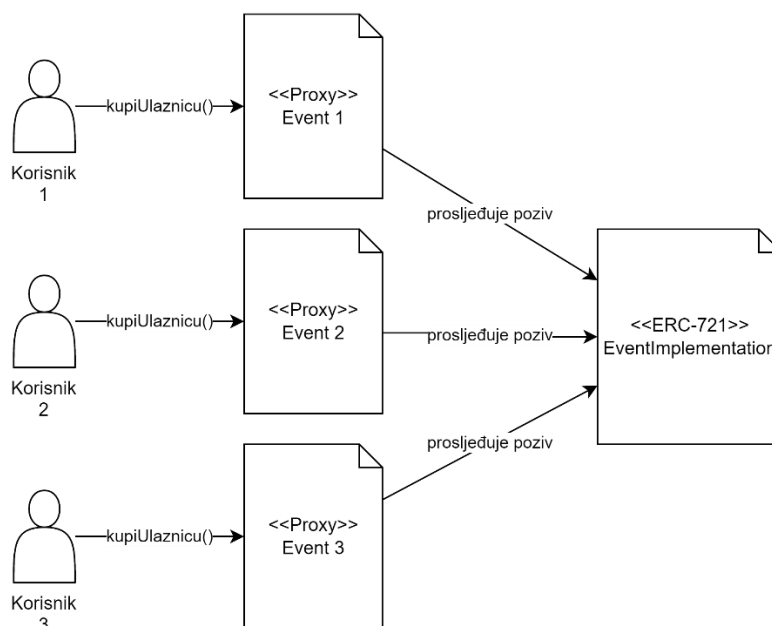 kupiUlaznicu()
Korisnik
1
<<Proxy>>
Event 1
prosljeđuje poziv
kupiUlaznicu()
Korisnik
2
<<Proxy>>
Event 2
prosljeđuje poziv
<<ERC-721>>
EventImplementation
kupiUlaznicu()
Korisnik
3
<<Proxy>>
Event 3
prosljeđuje poziv